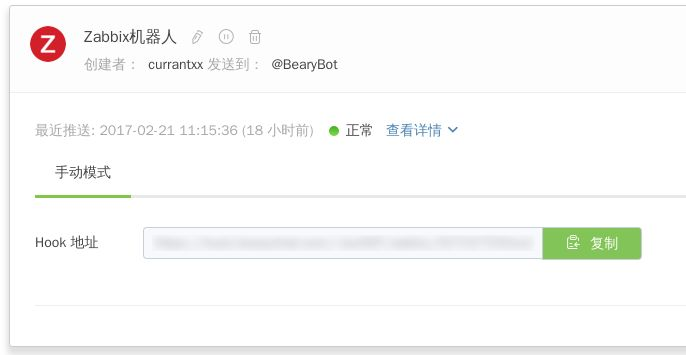 Z
Zabbix机器人
创建者： currantxx 发送到： @BearyBot
最近推送: 2017-02-21 11:15:36 (18 小时前) 正常 查看详情
手动模式
Hook 地址
复制